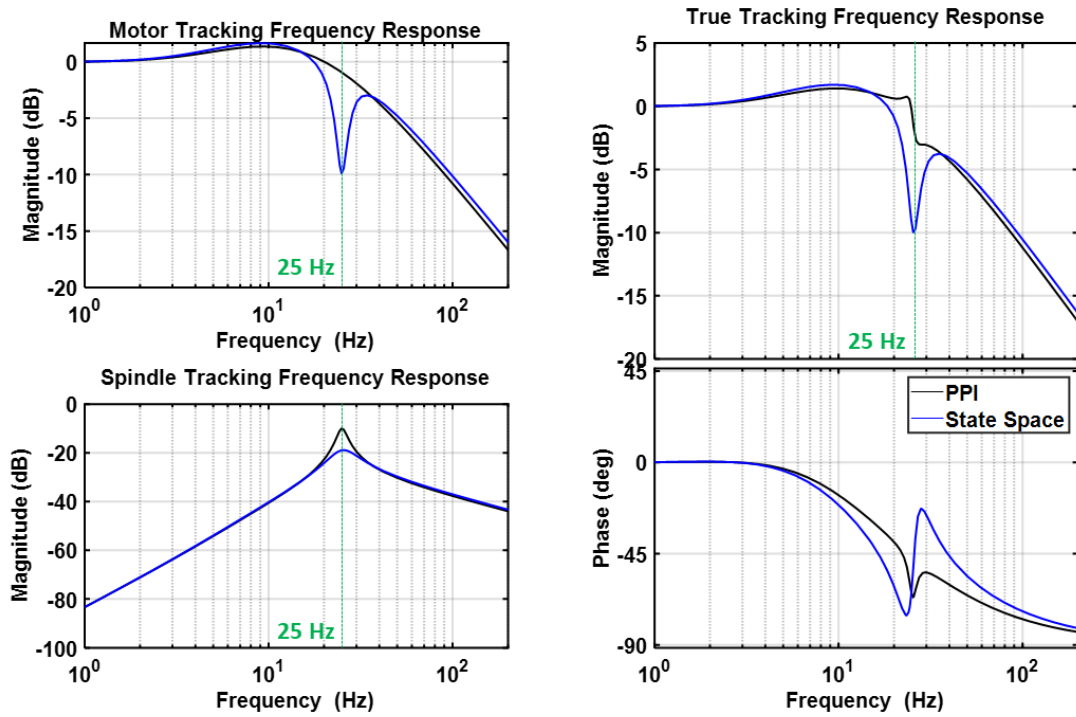 Motor Tracking Frequency Response
Magnitude (dB)
0
-5
-10
-15
-20
25 Hz
10^0
10^1
10^2
Frequency (Hz)
Spindle Tracking Frequency Response
Magnitude (dB)
0
-20
-40
-60
-80
-100
25 Hz
10^0
10^1
10^2
Frequency (Hz)
True Tracking Frequency Response
Magnitude (dB)
5
0
-5
-10
-15
-20
25 Hz
Phase (deg)
45
0
-45
-90
PPI
State Space
10^0
10^1
10^2
Frequency (Hz)